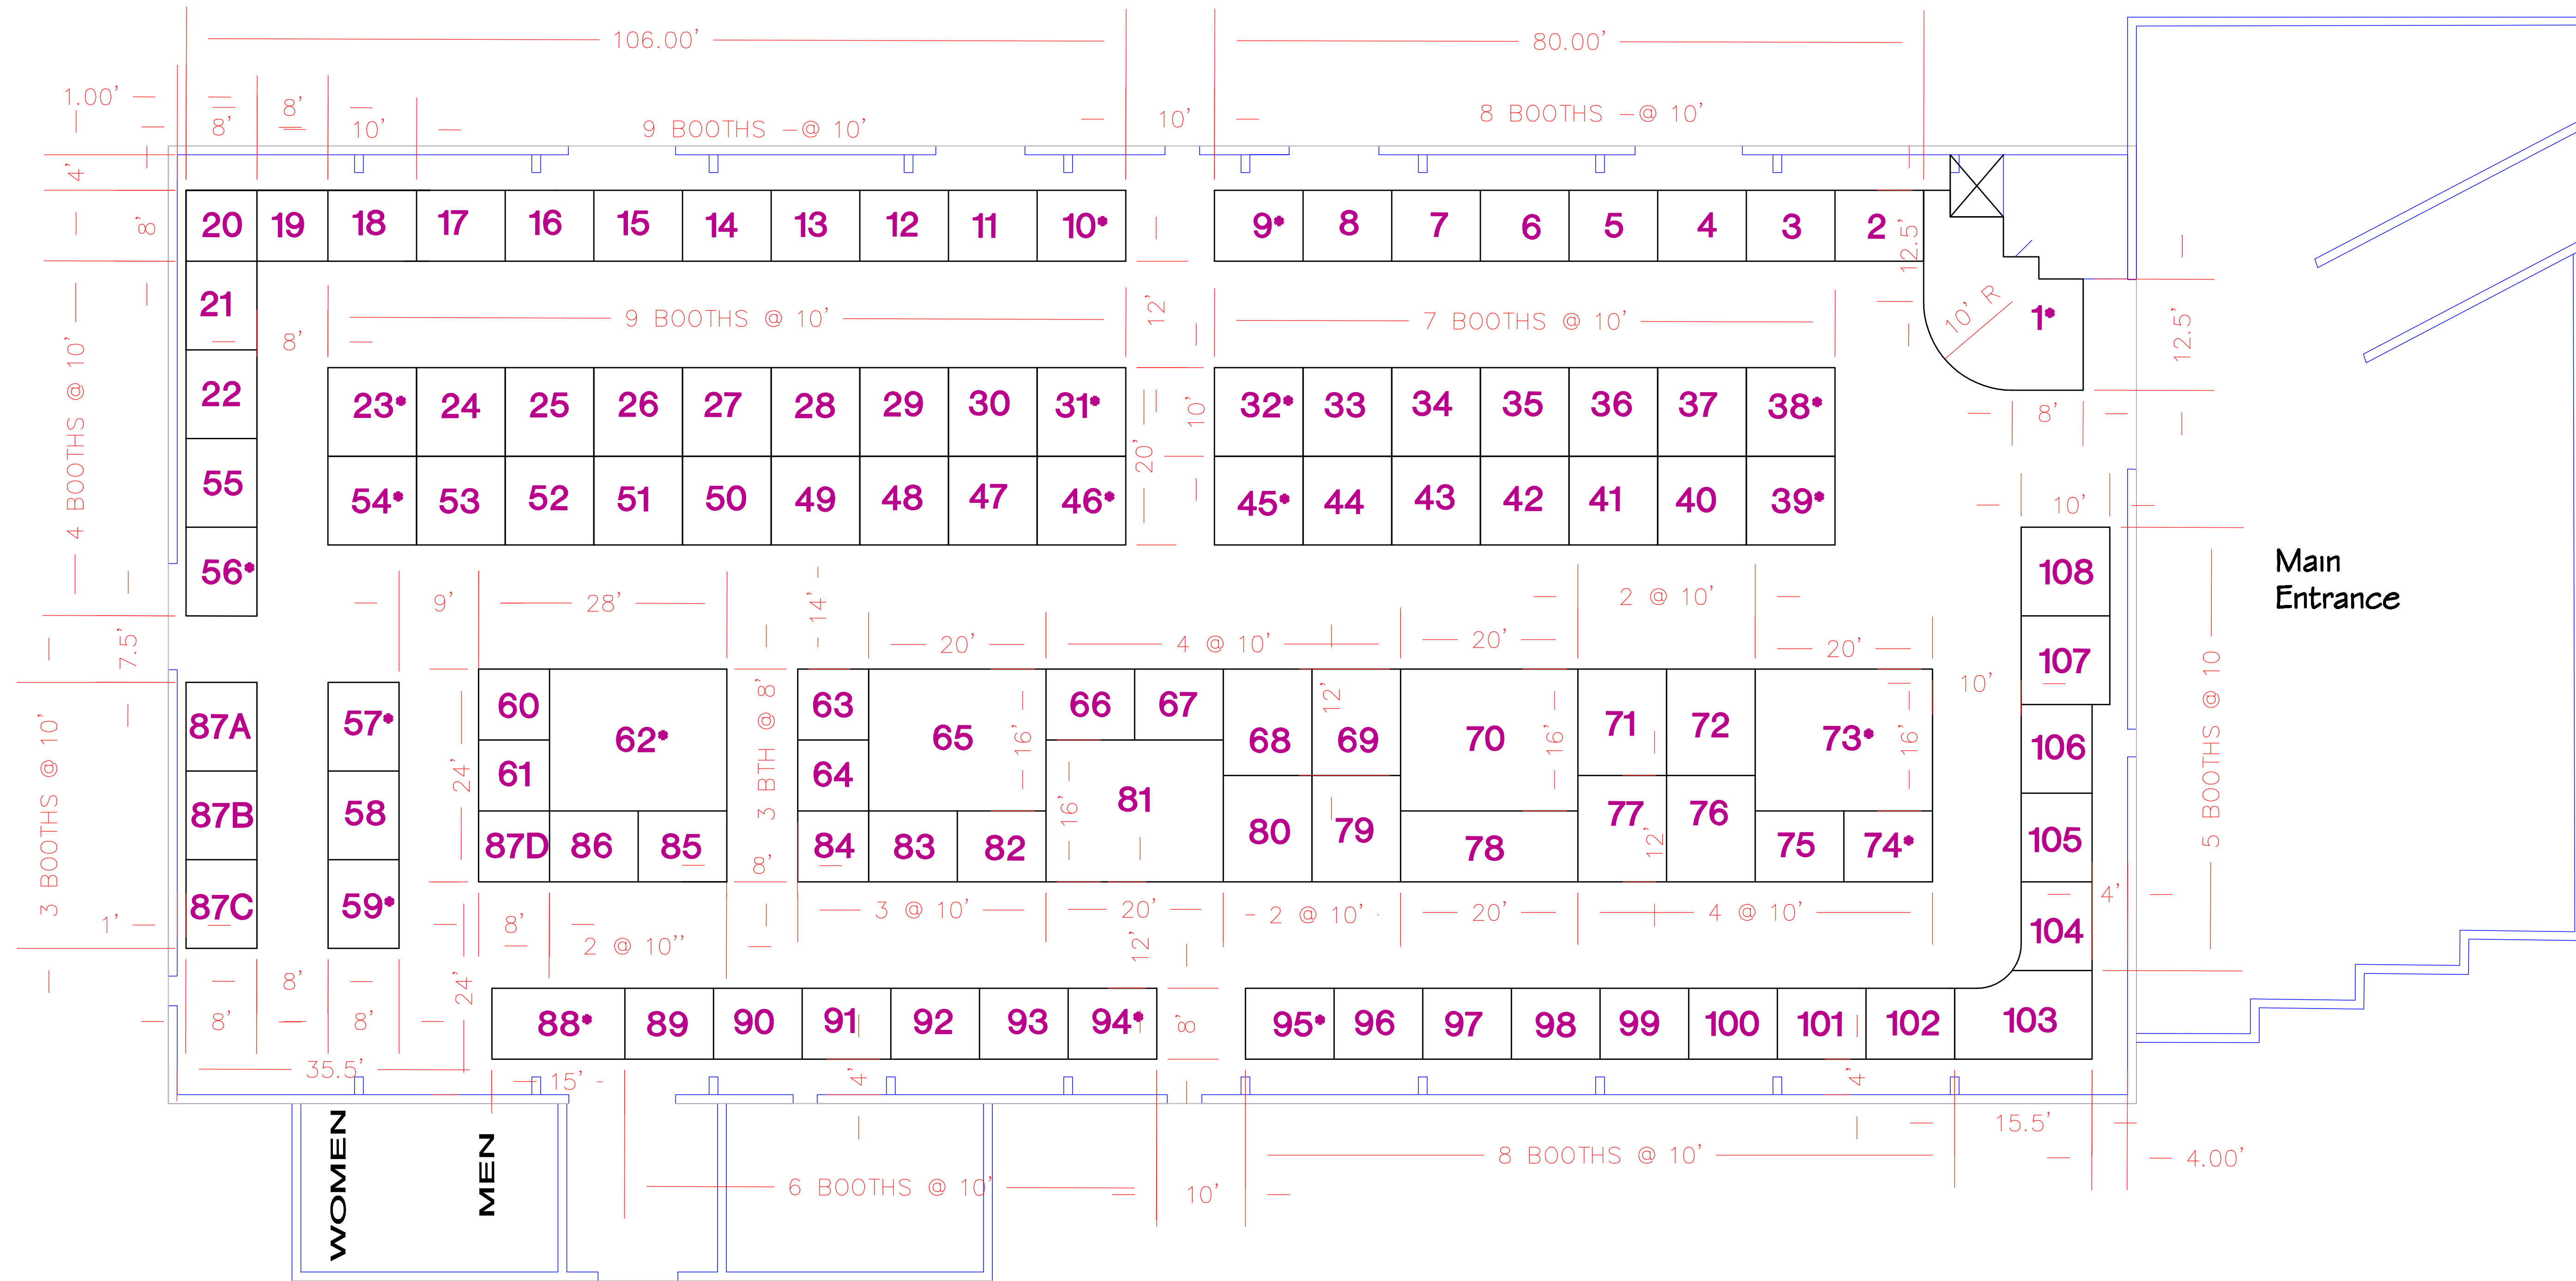 106.00' 80.00'
1.00' 8' 8' 10' 9 BOOTHS -@ 10' 10' 8 BOOTHS -@ 10'
4'
8' 20 19 18 17 16 15 14 13 12 11 10* 9* 8 7 6 5 4 3 2 12.5'
21 8' 9 BOOTHS @ 10' 12' 7 BOOTHS @ 10' 10' R 1* 12.5'
4 BOOTHS @ 10'
22 23* 24 25 26 27 28 29 30 31* 10' 32* 33 34 35 36 37 38* 8'
20'
55 54* 53 52 51 50 49 48 47 46* 45* 44 43 42 41 40 39* 10'
56* 108
Main
Entrance
7.5' 9' 28' 14' 20' 4 @ 10' 20' 2 @ 10' 20' 107
10'
3 BOOTHS @ 10' 5 BOOTHS @ 10
87A 57* 60 62* 3 BTH @ 8' 63 65 16' 66 67 68 12' 69 70 16' 71 72 73* 16' 106
24' 61 64
87B 58 81 16' 80 79 77 12' 76 105
87D 86 85 8' 84 83 82 78 75 74*
87C 59* 1' 8' 2 @ 10'' 3 @ 10' 20' 2 @ 10' 20' 4 @ 10' 104 4'
12'
8' 8' 8' 24' 88* 89 90 91 92 93 94* 8' 95* 96 97 98 99 100 101 102 103
35.5' 15' 4' 4'
WOMEN MEN 15.5'
8 BOOTHS @ 10' 4.00'
6 BOOTHS @ 10' 10'